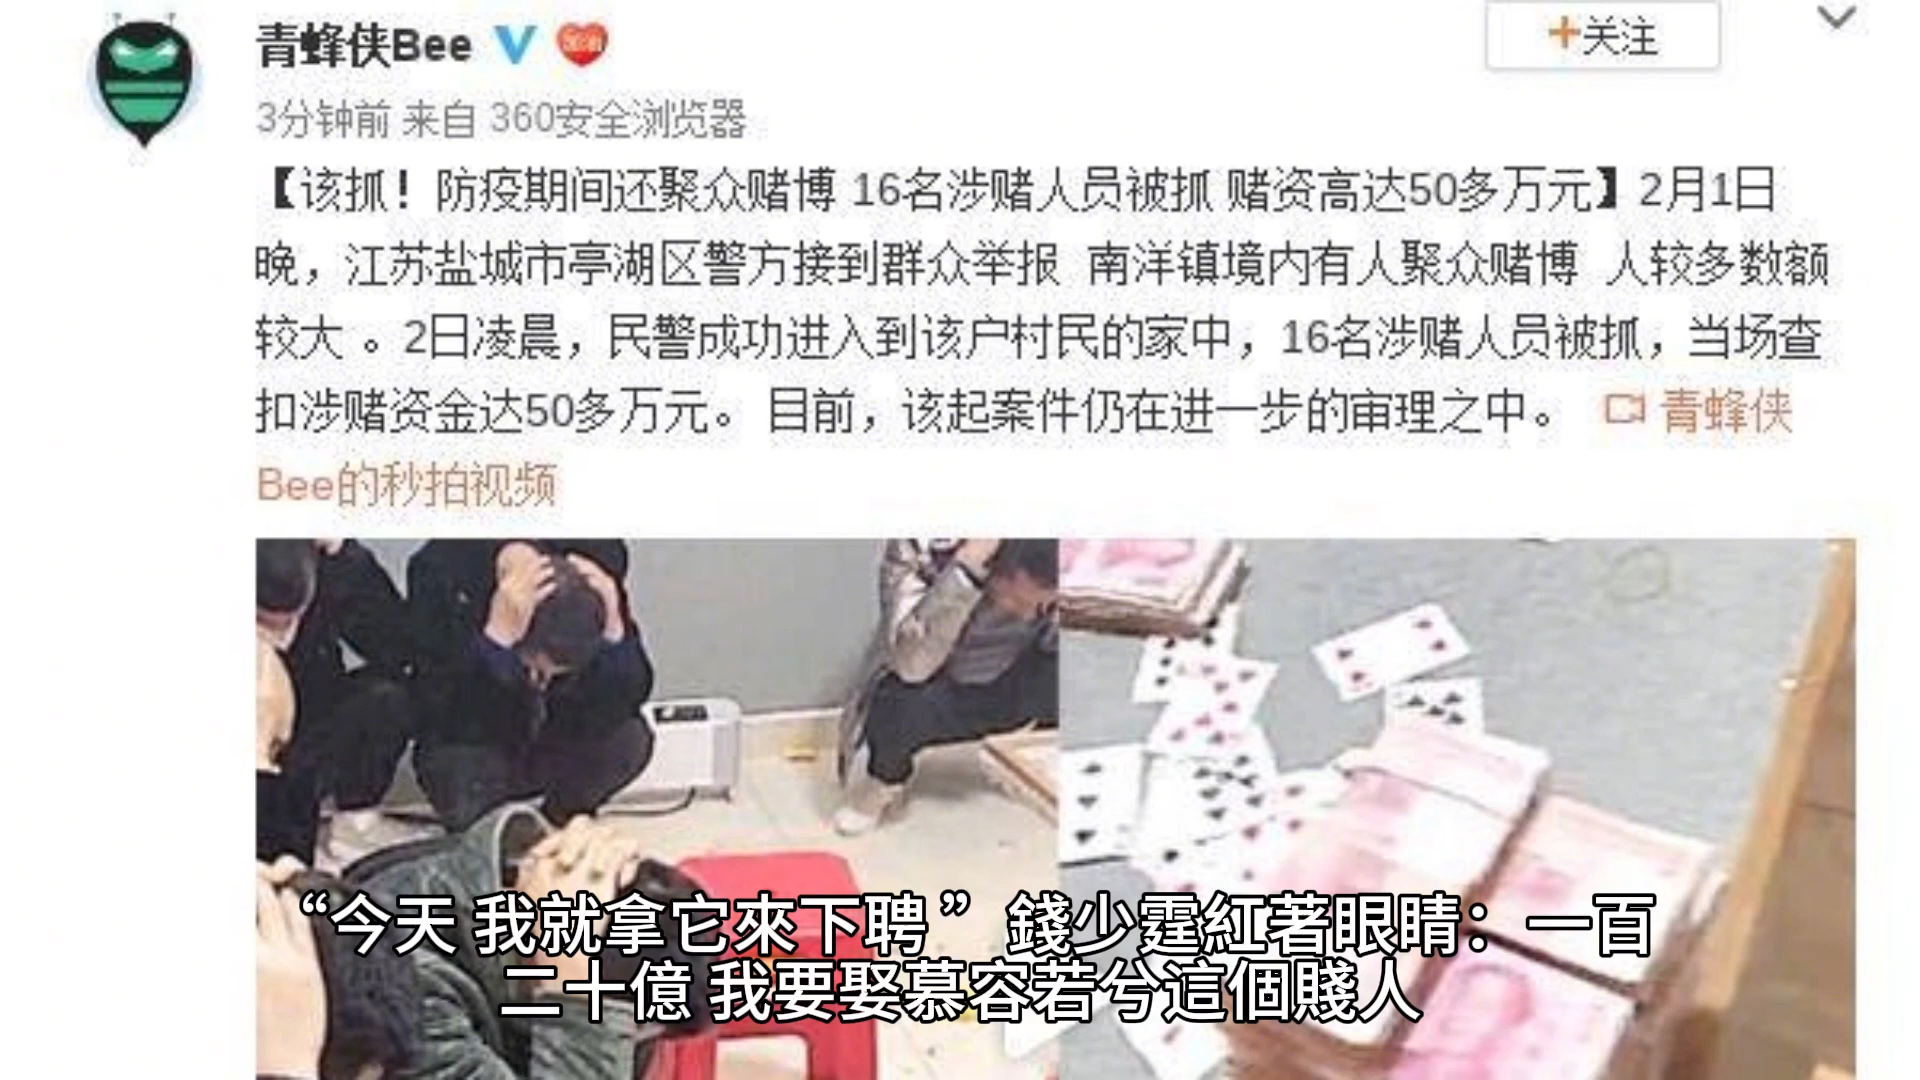 青蜂侠Bee
+关注
3分钟前 来自 360安全浏览器
【该抓！防疫期间还聚众赌博 16名涉赌人员被抓 赌资高达50多万元】2月1日
晚，江苏盐城市亭湖区警方接到群众举报 南洋镇境内有人聚众赌博 人较多数额
较大 。2日凌晨，民警成功进入到该户村民的家中，16名涉赌人员被抓，当场查
扣涉赌资金达50多万元。 目前，该起案件仍在进一步的审理之中。 青蜂侠
Bee的秒拍视频
“今天 我就拿它來下聘 ” 錢少霆紅著眼睛：一百
二十億 我要娶慕容若兮這個賤人